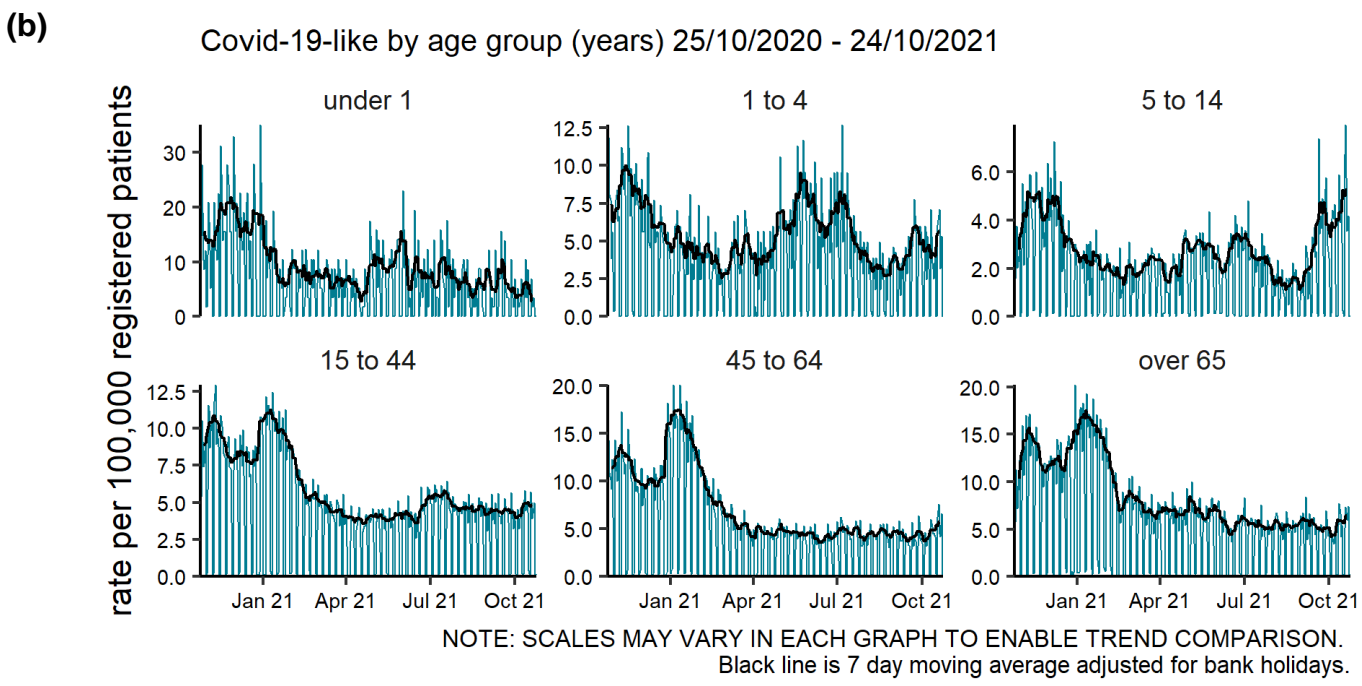 (b)
Covid-19-like by age group (years) 25/10/2020 - 24/10/2021
rate per 100,000 registered patients
under 1
1 to 4
5 to 14
30
20
10
0
12.5
10.0
7.5
5.0
2.5
0.0
6.0
4.0
2.0
0.0
15 to 44
45 to 64
over 65
12.5
10.0
7.5
5.0
2.5
0.0
20.0
15.0
10.0
5.0
0.0
20.0
15.0
10.0
5.0
0.0
Jan 21 Apr 21 Jul 21 Oct 21
Jan 21 Apr 21 Jul 21 Oct 21
Jan 21 Apr 21 Jul 21 Oct 21
NOTE: SCALES MAY VARY IN EACH GRAPH TO ENABLE TREND COMPARISON.
Black line is 7 day moving average adjusted for bank holidays.